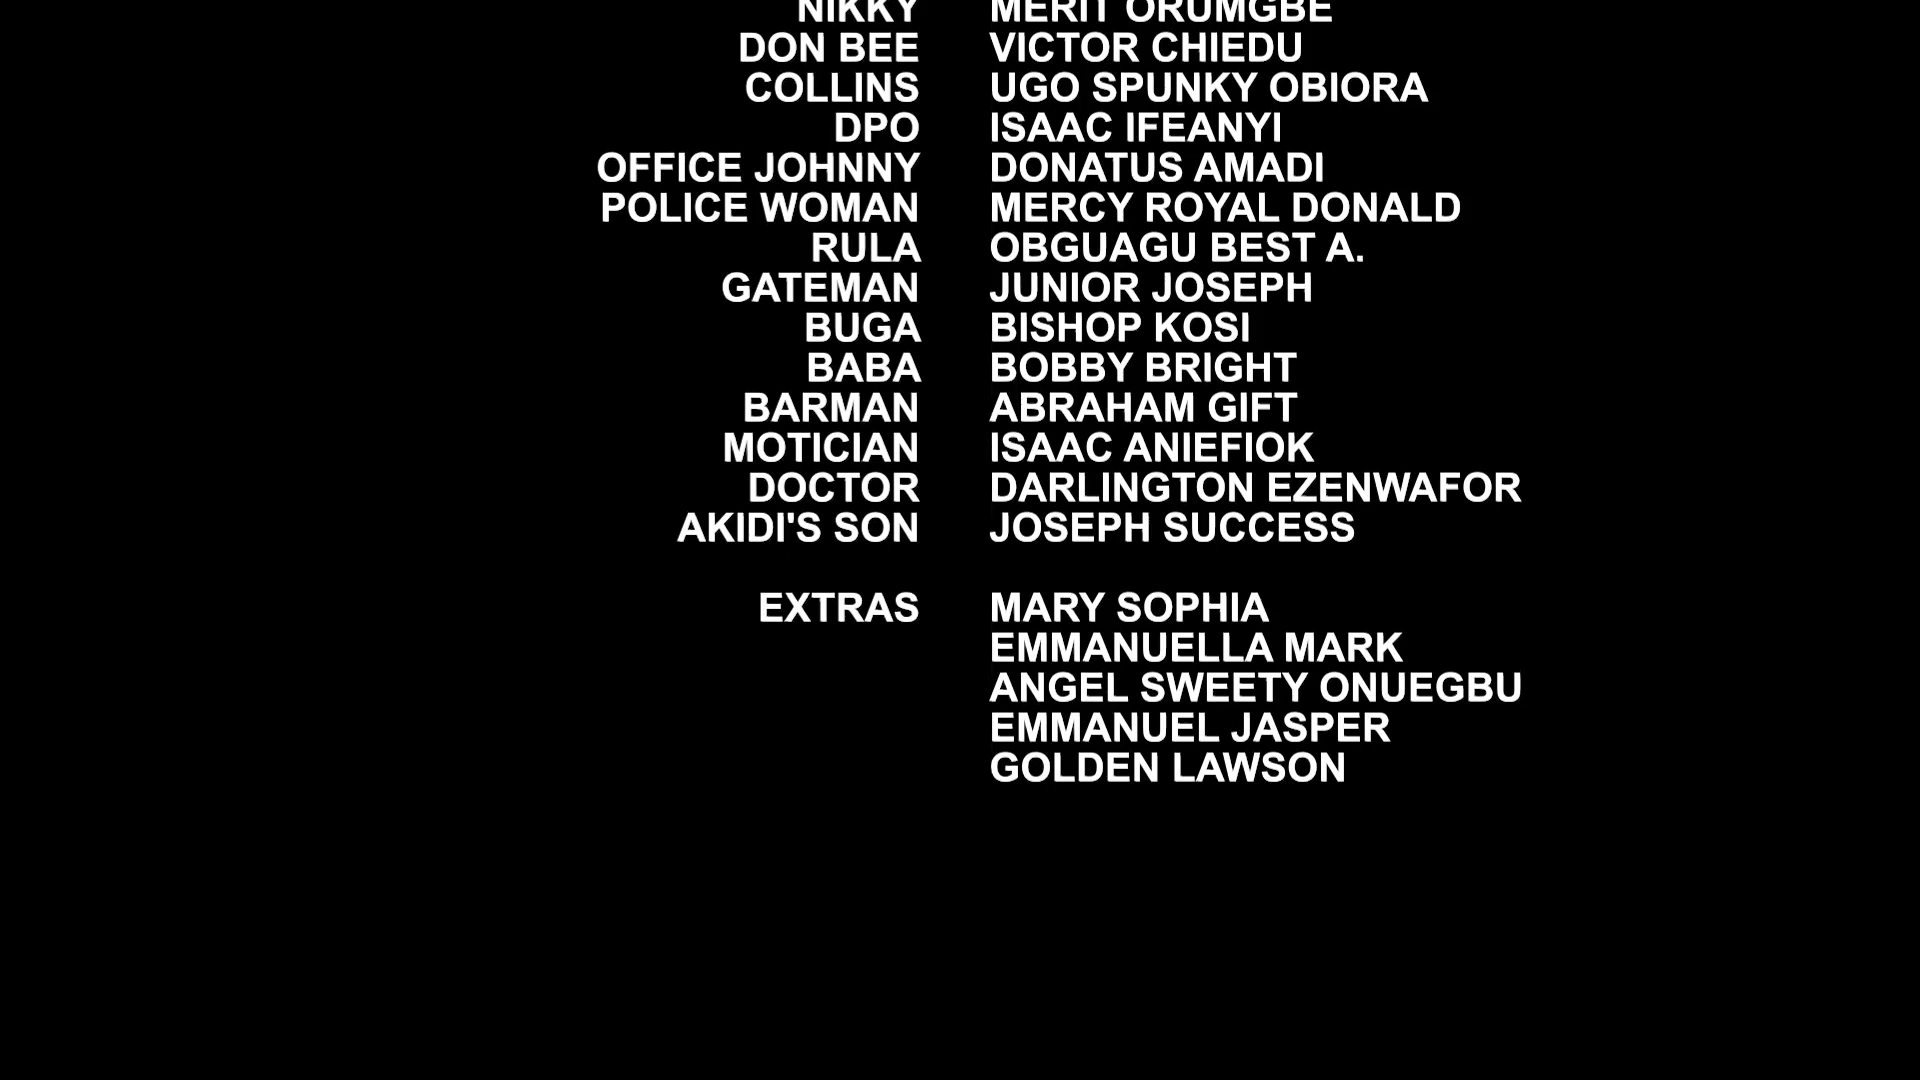 NIKKY MERIT ORUMGBE
DON BEE VICTOR CHIEDU
COLLINS UGO SPUNKY OBIORA
DPO ISAAC IFEANYI
OFFICE JOHNNY DONATUS AMADI
POLICE WOMAN MERCY ROYAL DONALD
RULA OBGUAGU BEST A.
GATEMAN JUNIOR JOSEPH
BUGA BISHOP KOSI
BABA BOBBY BRIGHT
BARMAN ABRAHAM GIFT
MOTICIAN ISAAC ANIEFIOK
DOCTOR DARLINGTON EZENWAFOR
AKIDI'S SON JOSEPH SUCCESS
EXTRAS MARY SOPHIA
EMMANUELLA MARK
ANGEL SWEETY ONUEGBU
EMMANUEL JASPER
GOLDEN LAWSON